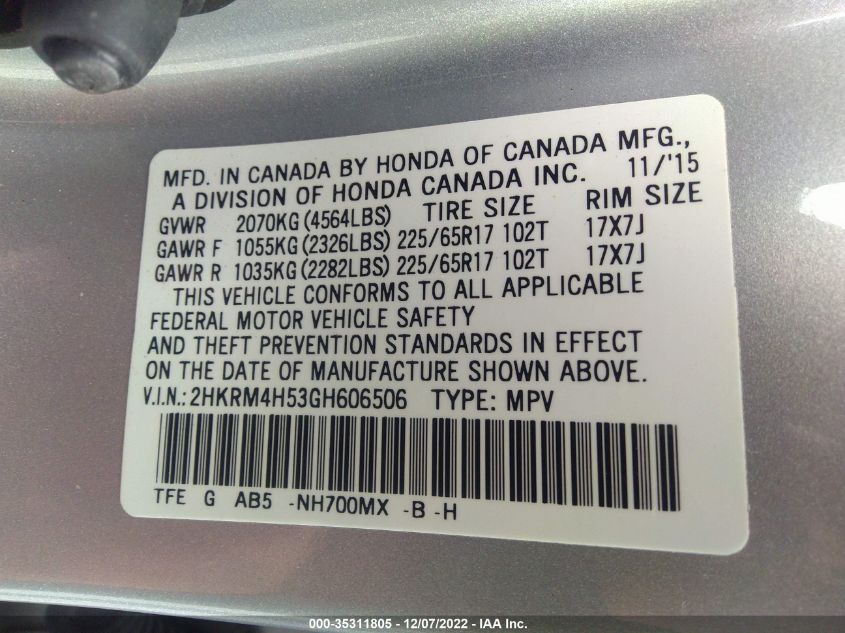 MFD. IN CANADA BY HONDA OF CANADA MFG.,
A DIVISION OF HONDA CANADA INC. 11/'15
GVWR 2070KG (4564LBS) TIRE SIZE RIM SIZE
GAWR F 1055KG (2326LBS) 225/65R17 102T 17X7J
GAWR R 1035KG (2282LBS) 225/65R17 102T 17X7J
THIS VEHICLE CONFORMS TO ALL APPLICABLE
FEDERAL MOTOR VEHICLE SAFETY
AND THEFT PREVENTION STANDARDS IN EFFECT
ON THE DATE OF MANUFACTURE SHOWN ABOVE.
V.I.N.: 2HKRM4H53GH606506 TYPE: MPV
TFE G AB5 -NH700MX -B -H
000-35311805 - 12/07/2022 - IAA Inc.